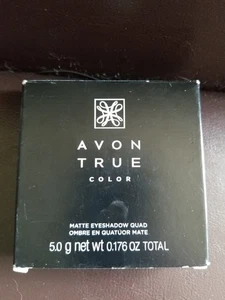 AVON
TRUE
COLOR
MATTE EYESHADOW QUAD
OMBRE EN QUATUOR MATE
5.0 g net wt 0.176 OZ TOTAL